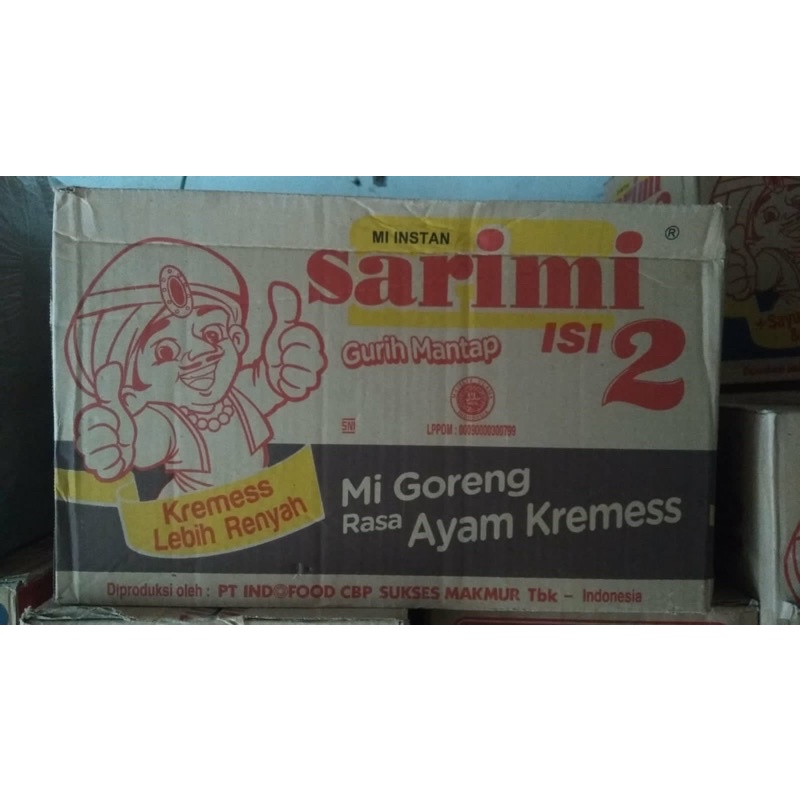 MI INSTAN
sarimi ®
ISI 2
Gurih Mantap
SNI
LPPOM : 00090000300799
Kremess
Lebih Renyah
Mi Goreng
Rasa Ayam Kremess
Diproduksi oleh : PT INDOFOOD CBP SUKSES MAKMUR Tbk – Indonesia